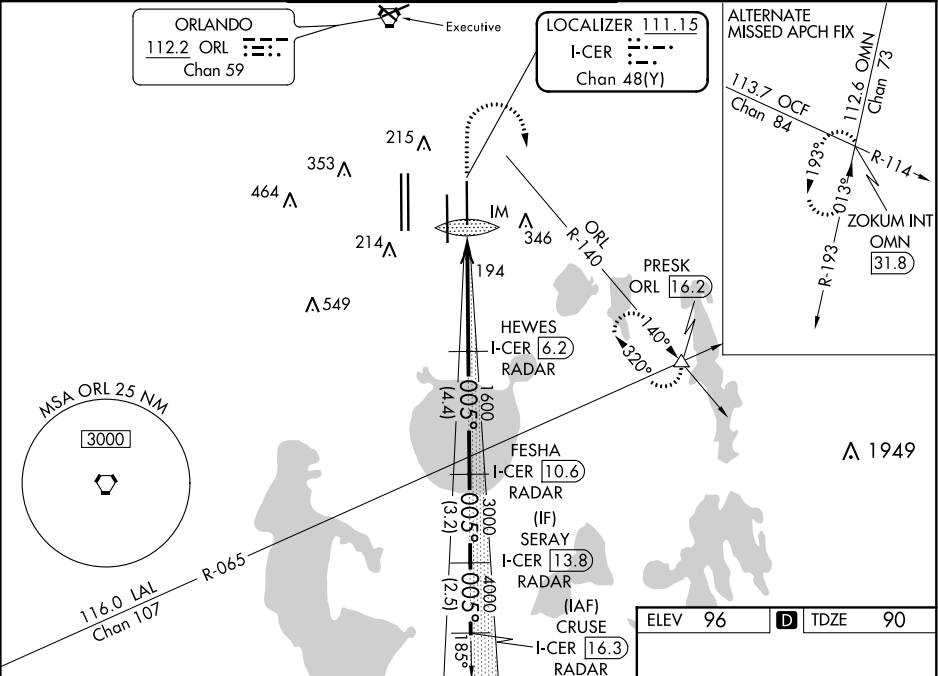 ORLANDO
112.2 ORL
Chan 59
Executive
LOCALIZER 111.15
I-CER
Chan 48(Y)
ALTERNATE
MISSED APCH FIX
113.7 OCF
Chan 84
112.6 OMN
Chan 73
R-114
193°
013°
R-193
ZOKUM INT
OMN
31.8
215
353
464
214
549
IM
346
194
ORL
R-140
PRESK
ORL 16.2
140°
320°
HEWES
I-CER 6.2
RADAR
1600
005°
(4.4)
FESHA
I-CER 10.6
RADAR
3000
005°
(3.2)
(IF)
SERAY
I-CER 13.8
RADAR
4000
005°
(2.5)
(IAF)
CRUSE
I-CER 16.3
RADAR
185°
1949
MSA ORL 25 NM
3000
R-065
116.0 LAL
Chan 107
ELEV 96 D TDZE 90